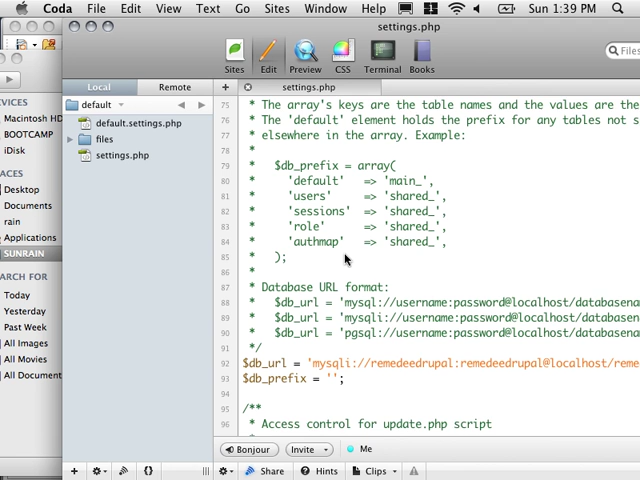 Coda File Edit View Text Go Sites Window Help Sun 1:39 PM
settings.php
Sites Edit Preview CSS Terminal Books
Files
Local Remote
settings.php
default
default.settings.php
files
settings.php
Macintosh HD
BOOTCAMP
iDisk
Desktop
Documents
rain
Applications
SUNRAIN
Today
Yesterday
Past Week
All Images
All Movies
All Document
75 * The array's keys are the table names and the values are the
76 * The 'default' element holds the prefix for any tables not s
77 * elsewhere in the array. Example:
78 *
79 * $db_prefix = array(
80 * 'default' => 'main_',
81 * 'users' => 'shared_',
82 * 'sessions' => 'shared_',
83 * 'role' => 'shared_',
84 * 'authmap' => 'shared_',
85 * );
86 *
87 * Database URL format:
88 * $db_url = 'mysql://username:password@localhost/databasena
89 * $db_url = 'mysqli://username:password@localhost/databasen
90 * $db_url = 'pgsql://username:password@localhost/databasena
91 */
92 $db_url = 'mysqli://remedeedrupal:remedeedrupal@localhost/reme
93 $db_prefix = '';
94
95 /**
96 * Access control for update.php script
Bonjour Invite Me
Share Hints Clips